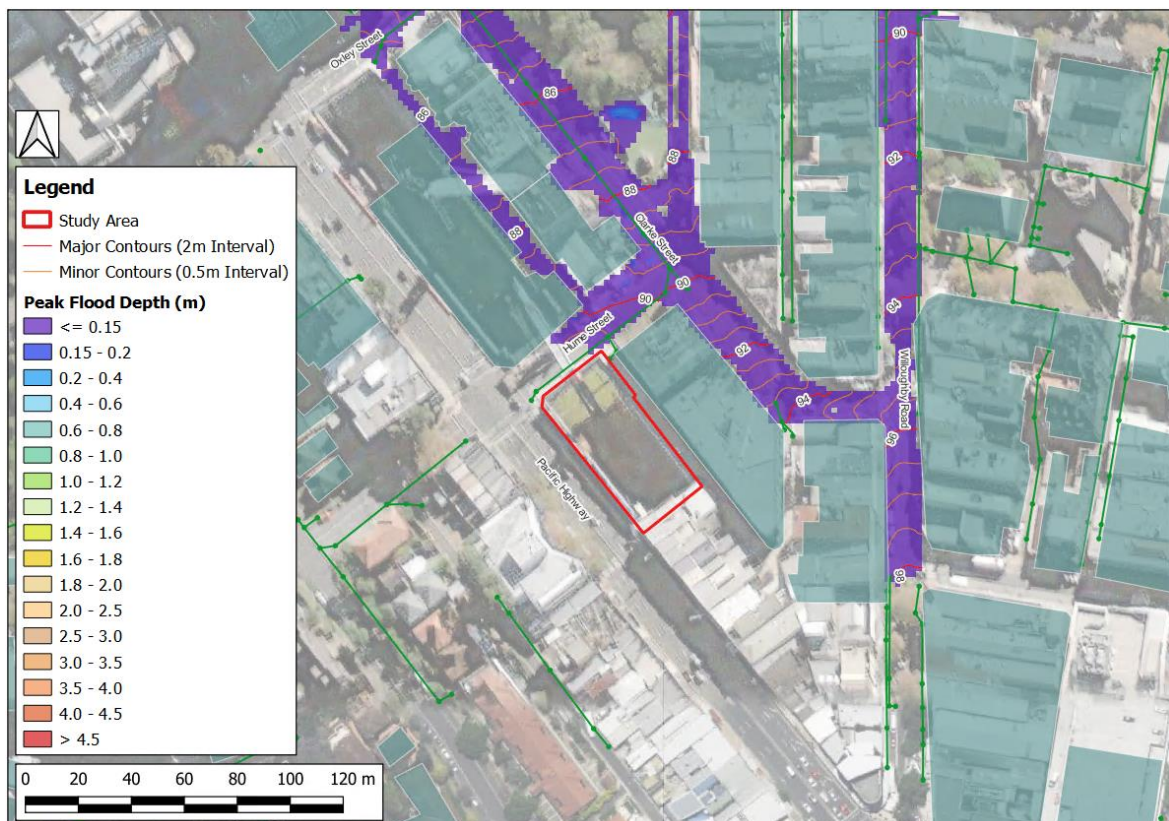 Oxley Street
90
86
86
92
88
88
88
Clarke Street
90
90
94
Hume Street
92
94
Willoughby Road
96
Pacific Highway
98
Legend
Study Area
Major Contours (2m Interval)
Minor Contours (0.5m Interval)
Peak Flood Depth (m)
<= 0.15
0.15 - 0.2
0.2 - 0.4
0.4 - 0.6
0.6 - 0.8
0.8 - 1.0
1.0 - 1.2
1.2 - 1.4
1.4 - 1.6
1.6 - 1.8
1.8 - 2.0
2.0 - 2.5
2.5 - 3.0
3.0 - 3.5
3.5 - 4.0
4.0 - 4.5
> 4.5
0 20 40 60 80 100 120 m